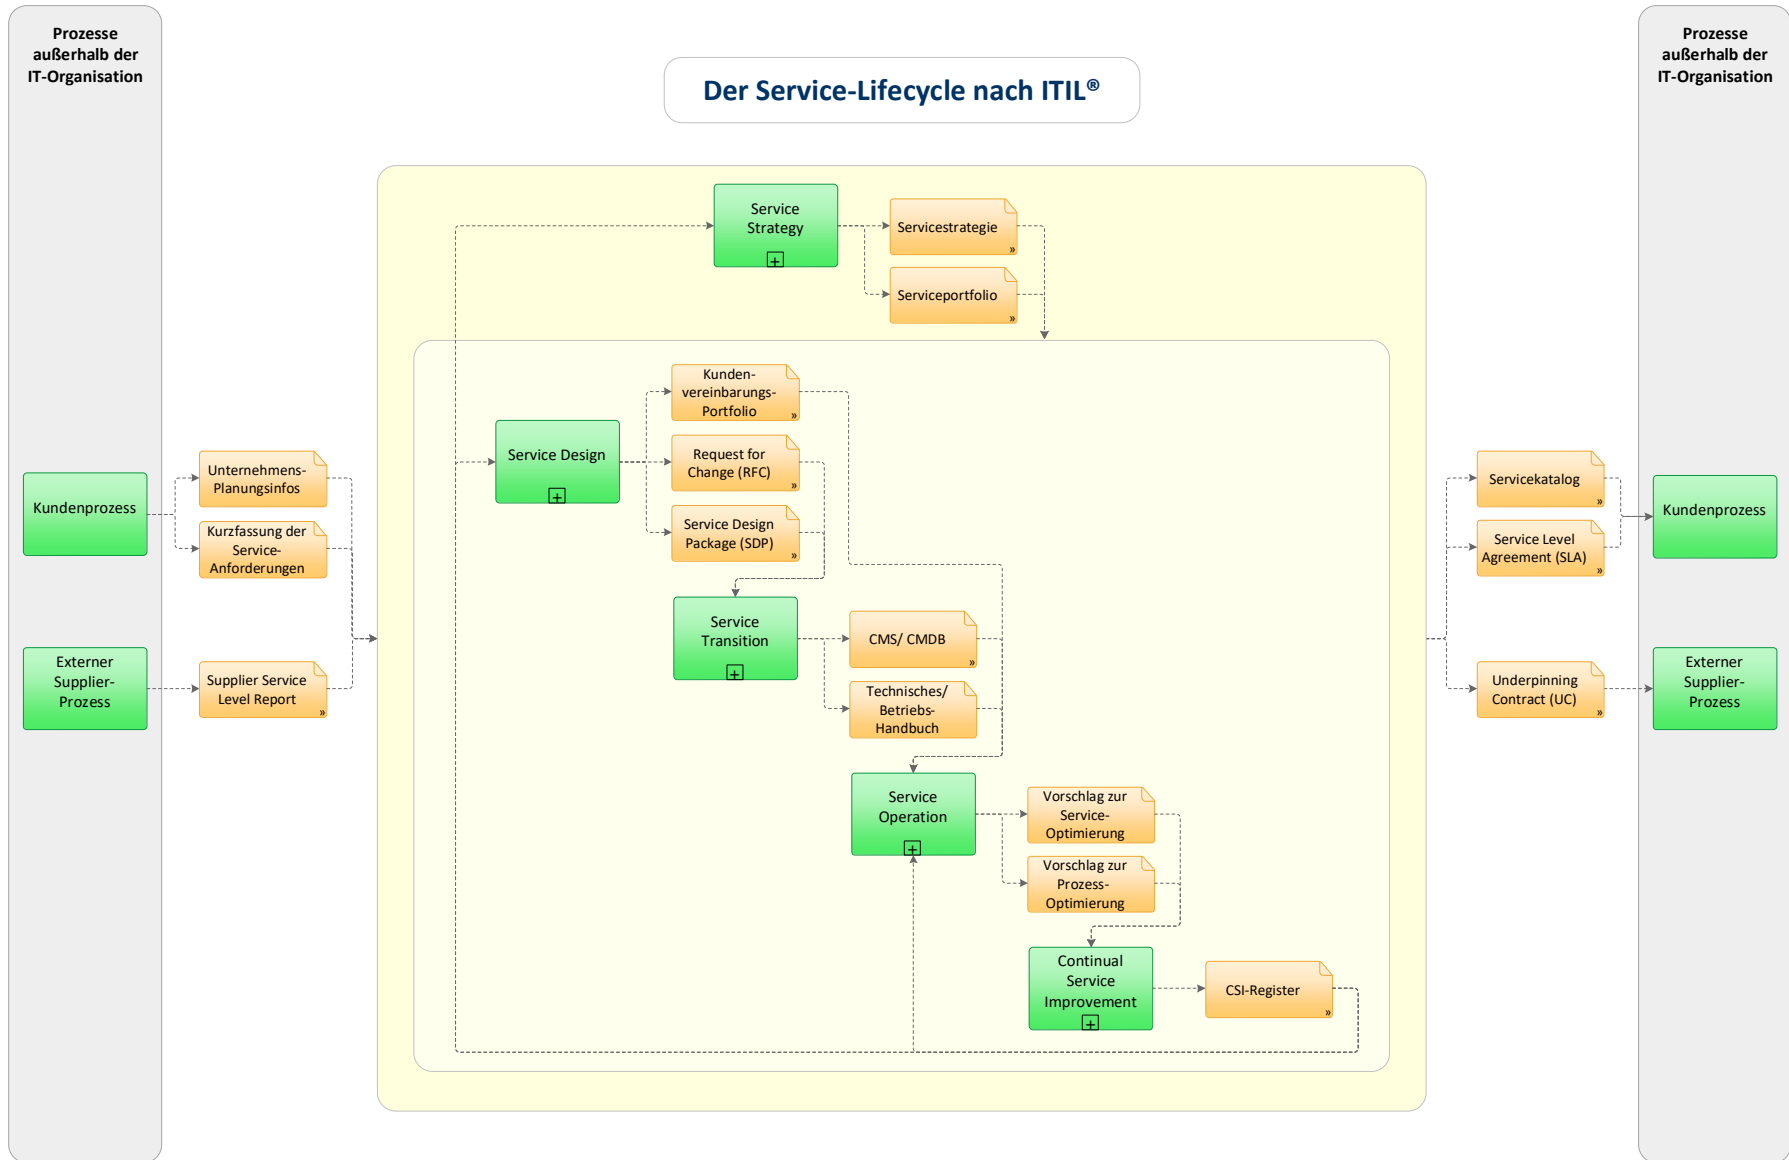 Prozesse
außerhalb der
IT-Organisation
Der Service-Lifecycle nach ITIL®
Prozesse
außerhalb der
IT-Organisation
Service
Strategy
+
Servicestrategie
»
Serviceportfolio
»
Kunden-
vereinbarungs-
Portfolio
»
Service Design
+
Request for
Change (RFC)
»
Service Design
Package (SDP)
»
Kundenprozess
Unternehmens-
Planungsinfos
Kurzfassung der
Service-
Anforderungen
Externer
Supplier-
Prozess
Supplier Service
Level Report
»
Service
Transition
+
CMS/ CMDB
»
Technisches/
Betriebs-
Handbuch
Service
Operation
+
Vorschlag zur
Service-
Optimierung
Vorschlag zur
Prozess-
Optimierung
Continual
Service
Improvement
+
CSI-Register
»
Servicekatalog
»
Service Level
Agreement (SLA)
»
Kundenprozess
Underpinning
Contract (UC)
»
Externer
Supplier-
Prozess